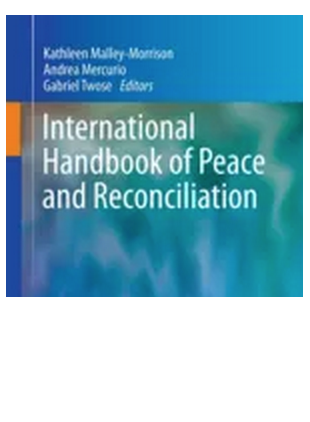 Kathleen Malley-Morrison
Andrea Mercurio
Gabriel Twose Editors
International
Handbook of Peace
and Reconciliation